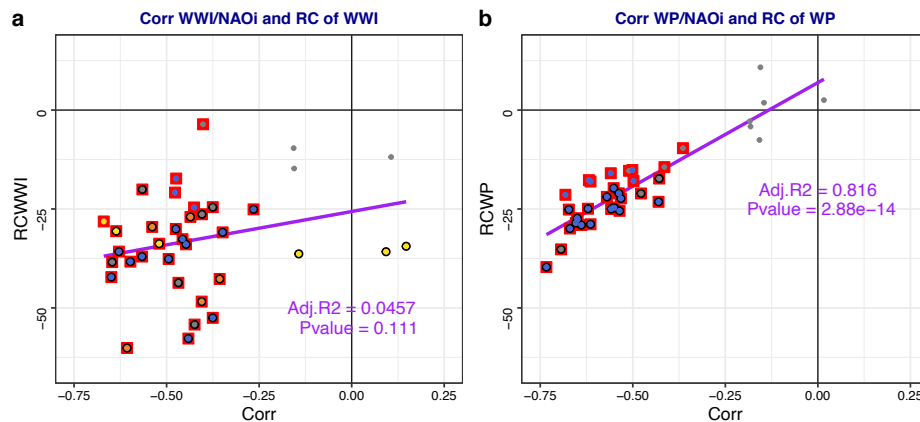 a
Corr WWI/NAOi and RC of WWI
RCWWI
0
−25
−50
Adj.R2 = 0.0457
Pvalue = 0.111
−0.75
−0.50
−0.25
0.00
0.25
Corr
b
Corr WP/NAOi and RC of WP
RCWP
0
−25
−50
Adj.R2 = 0.816
Pvalue = 2.88e−14
−0.75
−0.50
−0.25
0.00
0.25
Corr